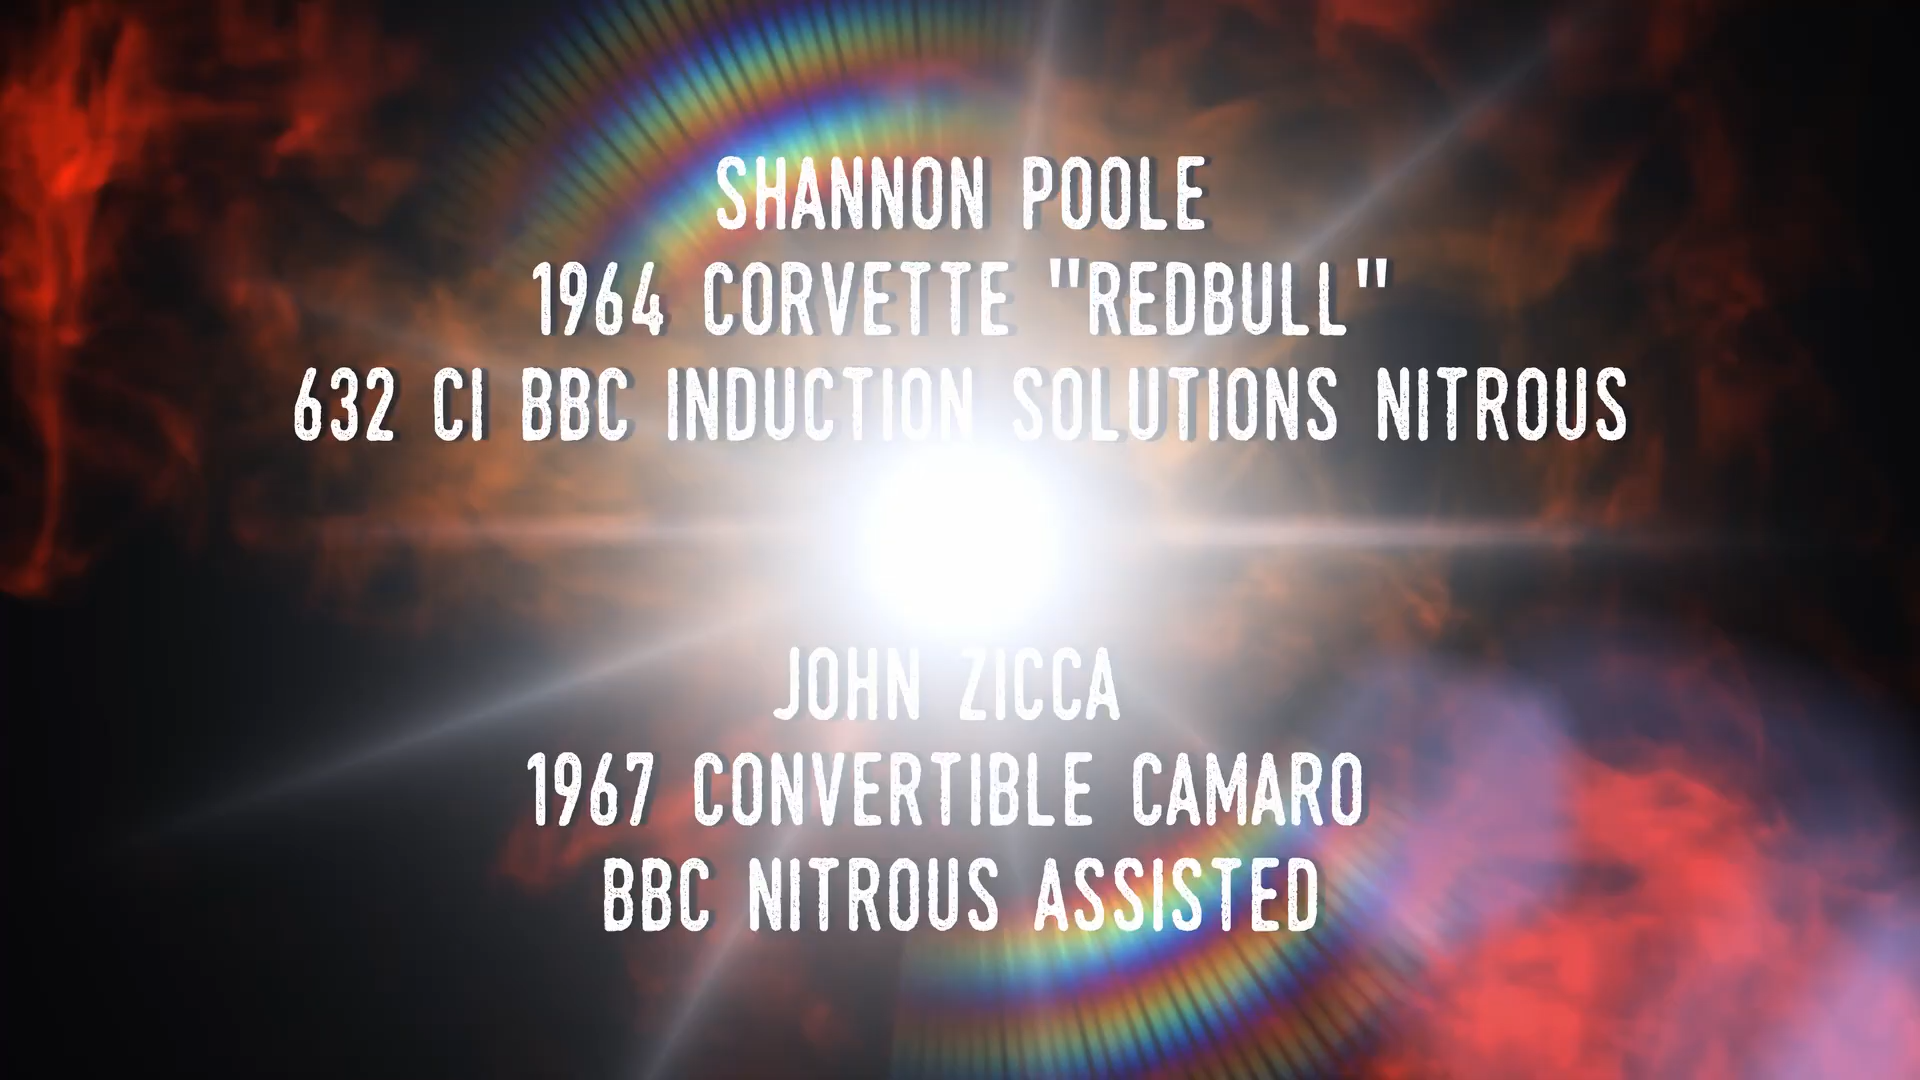 SHANNON POOLE
1964 CORVETTE "REDBULL"
632 CI BBC INDUCTION SOLUTIONS NITROUS
JOHN ZICCA
1967 CONVERTIBLE CAMARO
BBC NITROUS ASSISTED